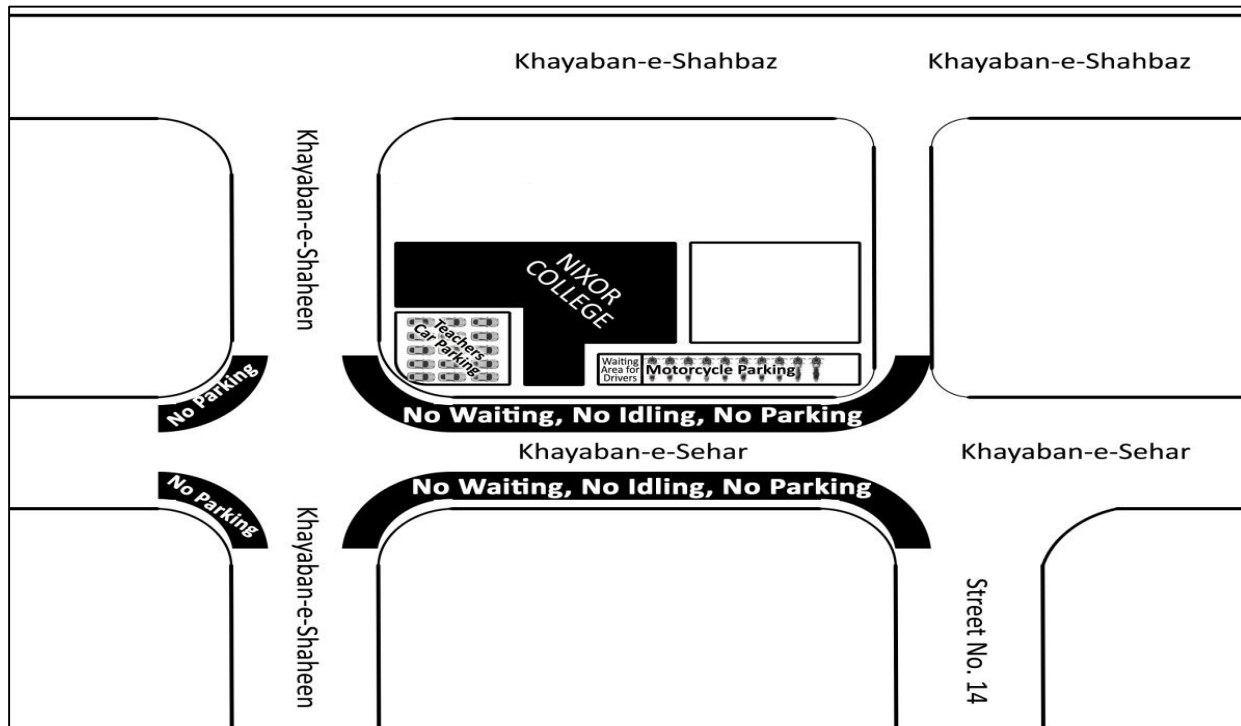 Khayaban-e-Shahbaz
Khayaban-e-Shahbaz
Khayaban-e-Shaheen
NIXOR
COLLEGE
Teachers
Car Parking
Waiting
Area for
Drivers
Motorcycle Parking
No Parking
No Waiting, No Idling, No Parking
Khayaban-e-Sehar
Khayaban-e-Sehar
No Parking
No Waiting, No Idling, No Parking
Khayaban-e-Shaheen
Street No. 14